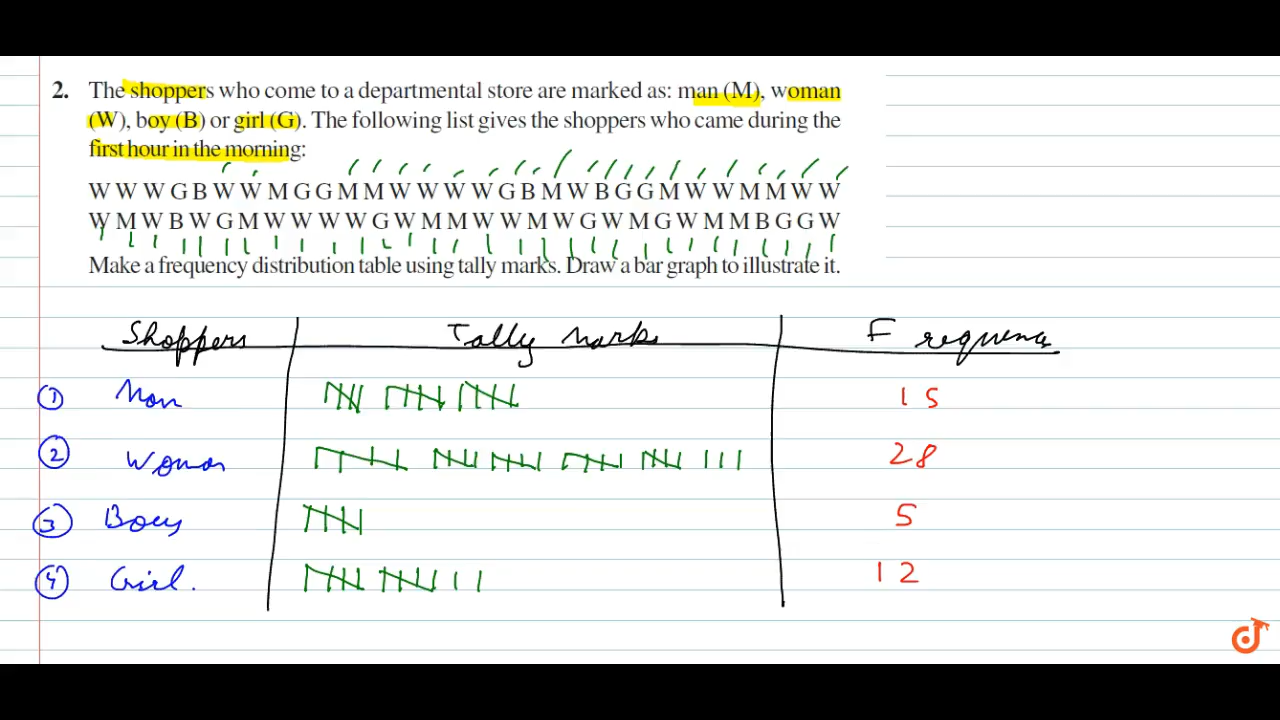 2. The shoppers who come to a departmental store are marked as: man (M), woman
(W), boy (B) or girl (G). The following list gives the shoppers who came during the
first hour in the morning:
W W W G B W W M G G M M W W W W G B M W B G G M W W M M W W
W M W B W G M W W W W G W M M W W M W G W M G W M M B G G W
Make a frequency distribution table using tally marks. Draw a bar graph to illustrate it.
Shoppers Tally marks Frequency
1 Man 15
2 Woman 28
3 Boys 5
4 Girl. 12